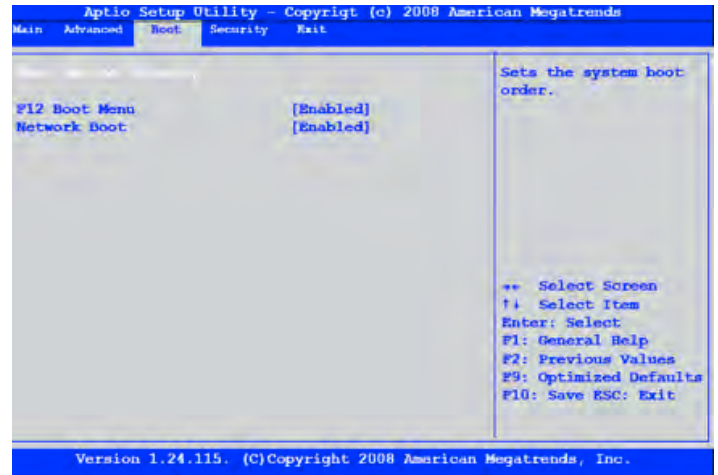 Aptio Setup Utility - Copyrigt (c) 2008 American Megatrends
Main Advanced Boot Security Exit
Sets the system boot
order.
F12 Boot Menu [Enabled]
Network Boot [Enabled]
Select Screen
↑↓ Select Item
Enter: Select
F1: General Help
F2: Previous Values
F9: Optimized Defaults
F10: Save ESC: Exit
Version 1.24.115. (C)Copyright 2008 American Megatrends, Inc.